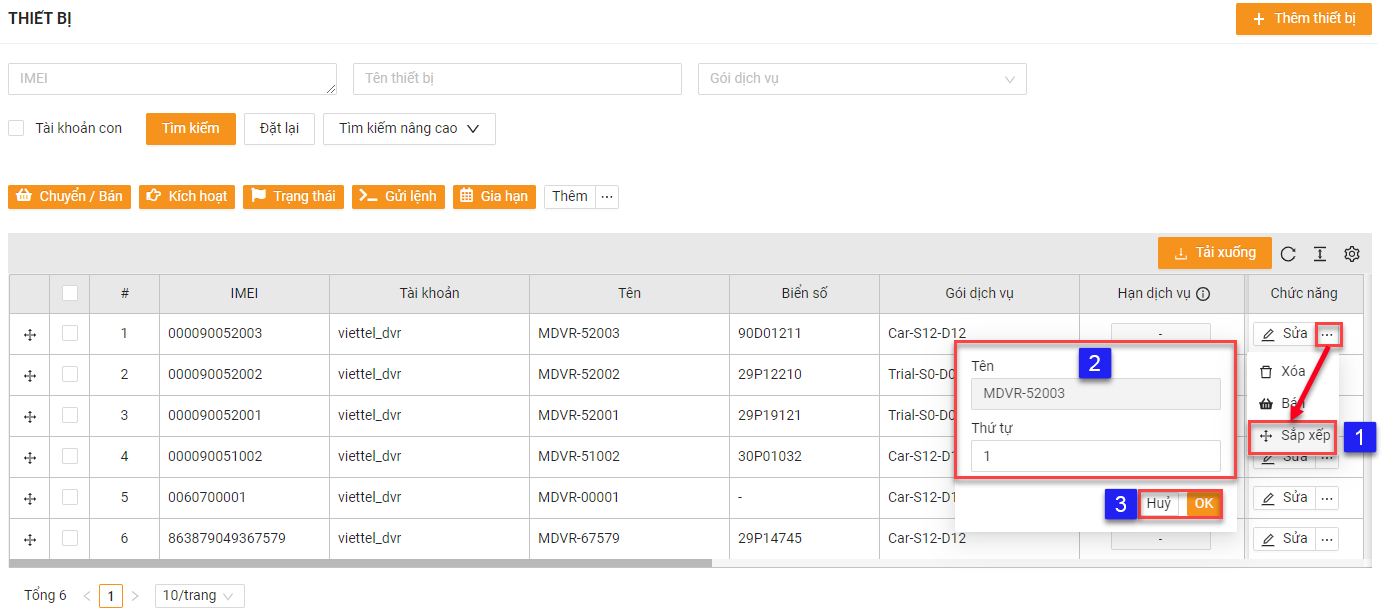 THIẾT BỊ
Thêm thiết bị
IMEI Tên thiết bị Gói dịch vụ
Tài khoản con Tìm kiếm Đặt lại Tìm kiếm nâng cao
Chuyển / Bán Kích hoạt Trạng thái Gửi lệnh Gia hạn Thêm ...
Tải xuống
# IMEI Tài khoản Tên Biển số Gói dịch vụ Hạn dịch vụ Chức năng
1 000090052003 viettel_dvr MDVR-52003 90D01211 Car-S12-D12 - Sửa ...
2 000090052002 viettel_dvr MDVR-52002 29P12210 Trial-S0-D0
3 000090052001 viettel_dvr MDVR-52001 29P19121 Trial-S0-D0
4 000090051002 viettel_dvr MDVR-51002 30P01032 Car-S12-D1 Sửa ...
5 0060700001 viettel_dvr MDVR-00001 - Car-S12-D1 Sửa ...
6 863879049367579 viettel_dvr MDVR-67579 29P14745 Car-S12-D12 - Sửa ...
Xóa
Bán
Sắp xếp
1
2
Tên
MDVR-52003
Thứ tự
1
3
Huỷ OK
Tổng 6 < 1 > 10/trang